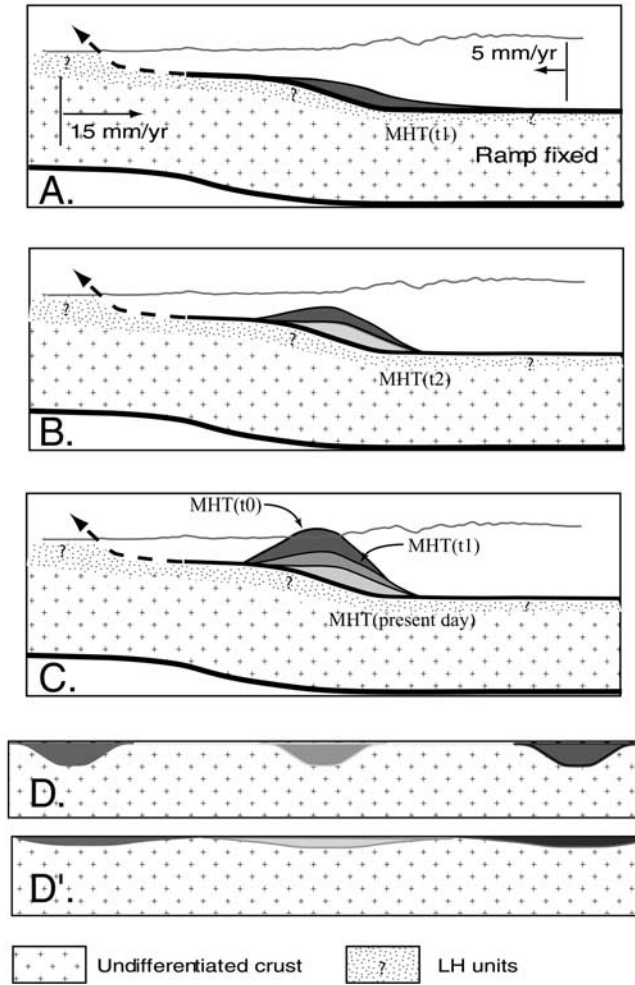 5 mm/yr
?
?
15 mm/yr
MHT(t1)
?
Ramp fixed
A.
?
?
?
MHT(t2)
B.
MHT(t0)
MHT(t1)
?
?
?
MHT(present day)
C.
D.
D'.
Undifferentiated crust
?
LH units